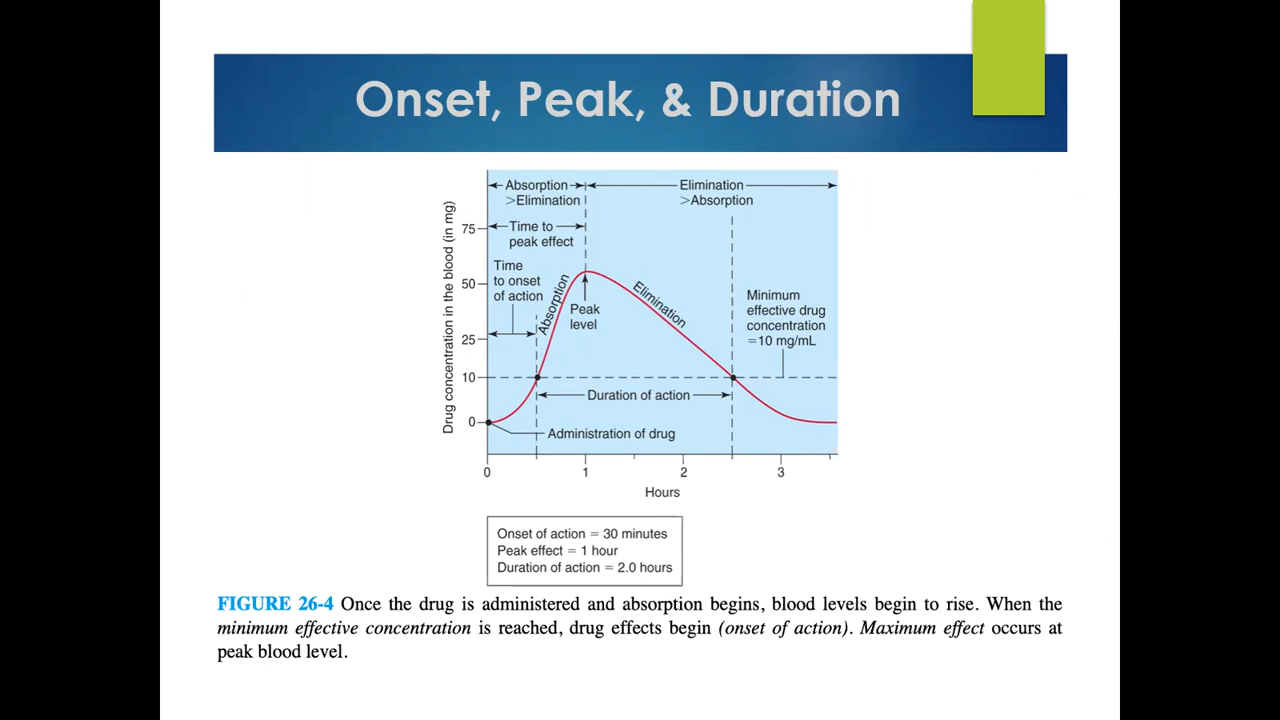 Onset, Peak, & Duration
Absorption
>Elimination
Elimination
>Absorption
Time to
peak effect
Time
to onset
of action
Absorption
Peak
level
Elimination
Minimum
effective drug
concentration
=10 mg/mL
Duration of action
Administration of drug
Drug concentration in the blood (in mg)
75
50
25
10
0
0
1
2
3
Hours
Onset of action = 30 minutes
Peak effect = 1 hour
Duration of action = 2.0 hours
FIGURE 26-4 Once the drug is administered and absorption begins, blood levels begin to rise. When the
minimum effective concentration is reached, drug effects begin (onset of action). Maximum effect occurs at
peak blood level.